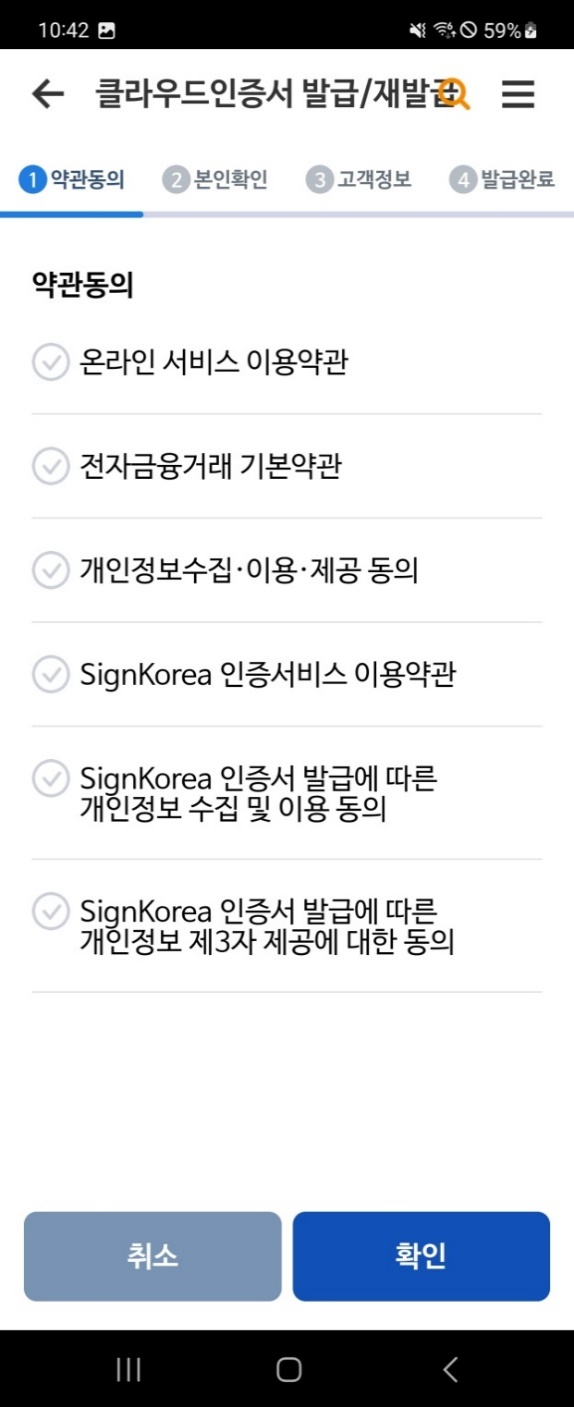 10:42 59%
클라우드인증서 발급/재발급
1 약관동의 2 본인확인 3 고객정보 4 발급완료
약관동의
온라인 서비스 이용약관
전자금융거래 기본약관
개인정보수집·이용·제공 동의
SignKorea 인증서비스 이용약관
SignKorea 인증서 발급에 따른
개인정보 수집 및 이용 동의
SignKorea 인증서 발급에 따른
개인정보 제3자 제공에 대한 동의
취소 확인